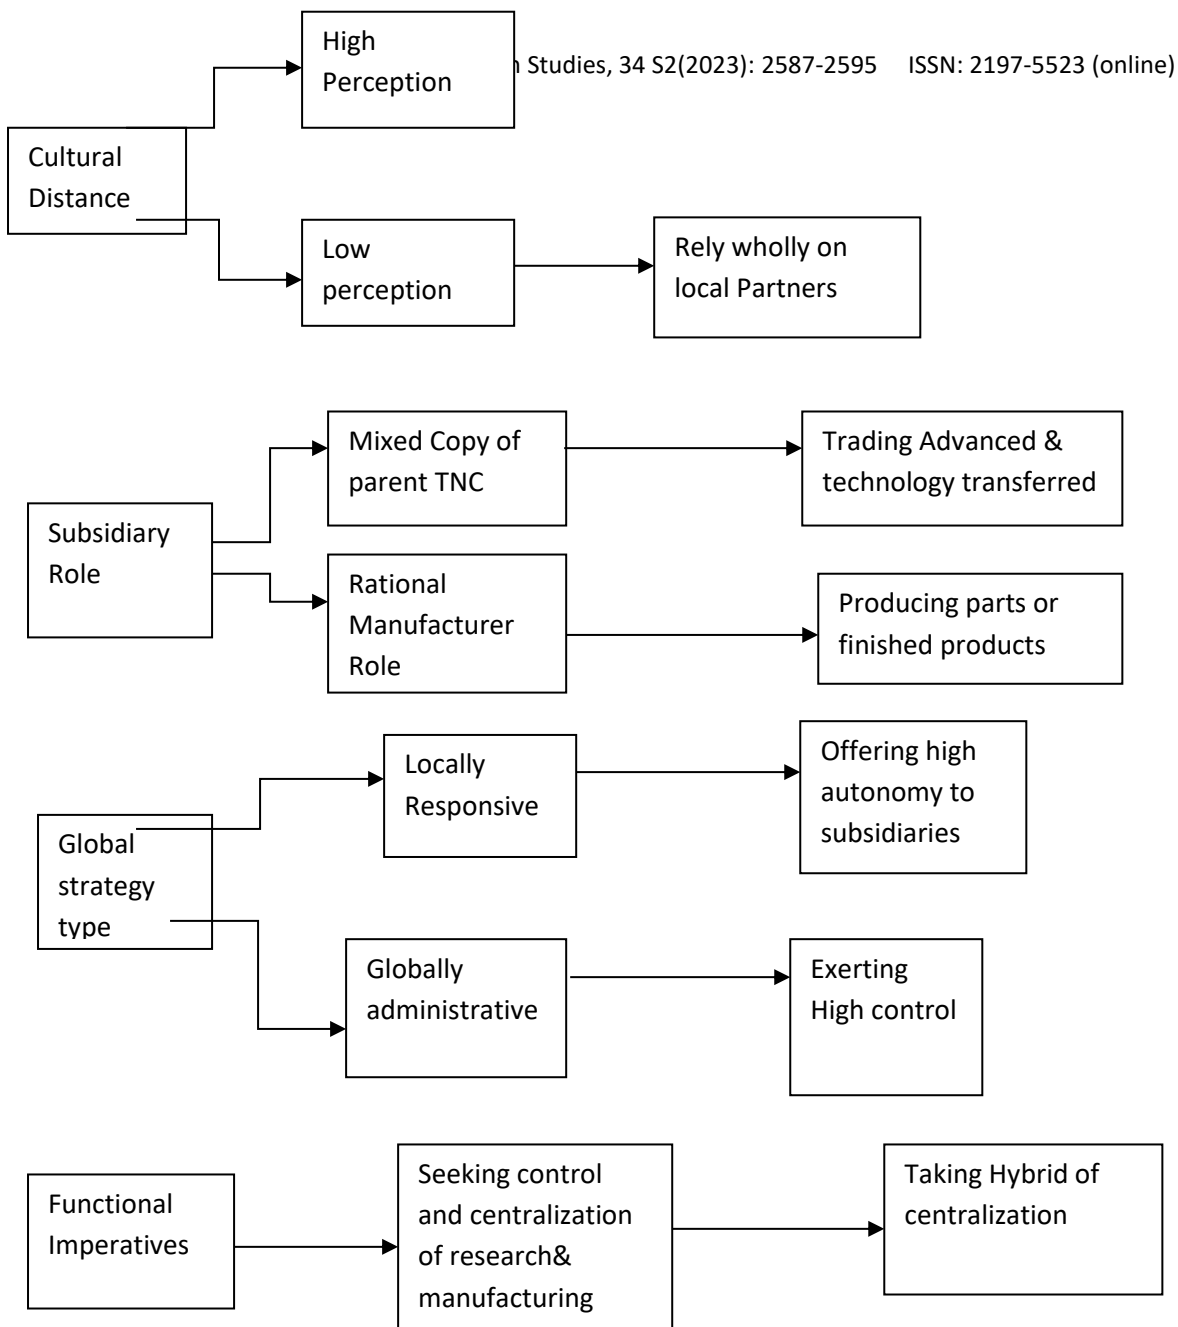 High
Perception
Studies, 34 S2(2023): 2587-2595 ISSN: 2197-5523 (online)
Cultural
Distance
Low
perception
Rely wholly on
local Partners
Mixed Copy of
parent TNC
Trading Advanced &
technology transferred
Subsidiary
Role
Rational
Manufacturer
Role
Producing parts or
finished products
Locally
Responsive
Offering high
autonomy to
subsidiaries
Global
strategy
type
Globally
administrative
Exerting
High control
Functional
Imperatives
Seeking control
and centralization
of research&
manufacturing
Taking Hybrid of
centralization